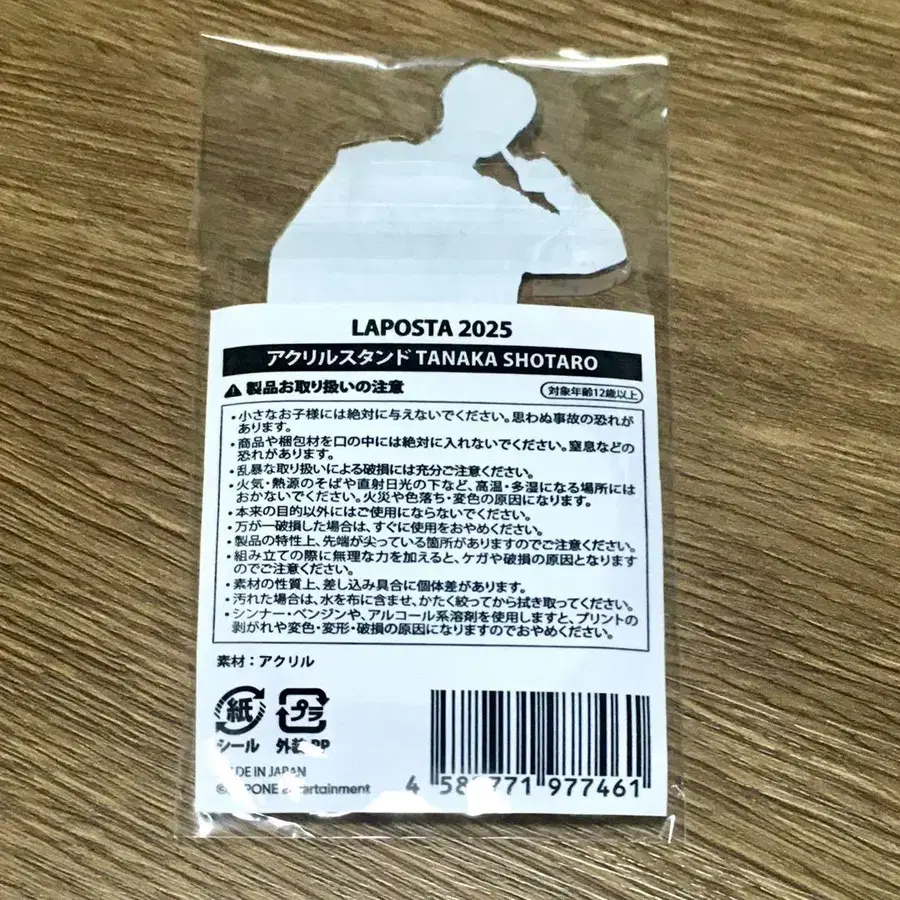 LAPOSTA 2025
アクリルスタンド TANAKA SHOTARO
製品お取り扱いの注意
対象年齢12歳以上
・小さなお子様には絶対に与えないでください。思わぬ事故の恐れが
あります。
・商品や梱包材を口の中には絶対に入れないでください。窒息などの
恐れがあります。
・乱暴な取り扱いによる破損には充分ご注意ください。
・火気・熱源のそばや直射日光の下など、高温・多湿になる場所には
おかないでください。火災や色落ち・変色の原因になります。
・本来の目的以外にはご使用にならないでください。
・万が一破損した場合は、すぐに使用をおやめください。
・製品の特性上、先端が尖っている箇所がありますのでご注意ください。
・組み立ての際に無理な力を加えると、ケガや破損の原因となります
のでご注意ください。
・素材の性質上、差し込み具合に個体差があります。
・汚れた場合は、水を布に含ませ、かたく絞ってから拭き取ってください。
・シンナー・ベンジンや、アルコール系溶剤を使用しますと、プリントの
剥がれや変色・変形・破損の原因になりますのでおやめください。
素材：アクリル
紙
プラ
シール
外装 PP
MADE IN JAPAN
4 977461